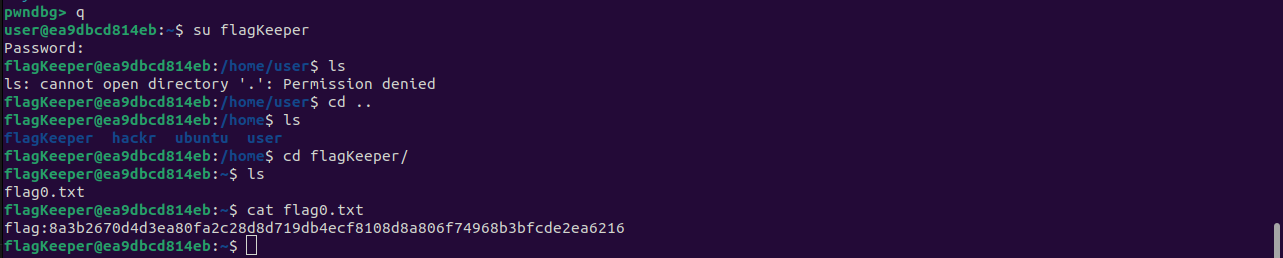 pwndbg> q
user@ea9dbcd814eb:~$ su flagKeeper
Password:
flagKeeper@ea9dbcd814eb:/home/user$ ls
ls: cannot open directory '.': Permission denied
flagKeeper@ea9dbcd814eb:/home/user$ cd ..
flagKeeper@ea9dbcd814eb:/home$ ls
flagKeeper  hackr  ubuntu  user
flagKeeper@ea9dbcd814eb:/home$ cd flagKeeper/
flagKeeper@ea9dbcd814eb:~$ ls
flag0.txt
flagKeeper@ea9dbcd814eb:~$ cat flag0.txt
flag:8a3b2670d4d3ea80fa2c28d8d719db4ecf8108d8a806f74968b3bfcde2ea6216
flagKeeper@ea9dbcd814eb:~$